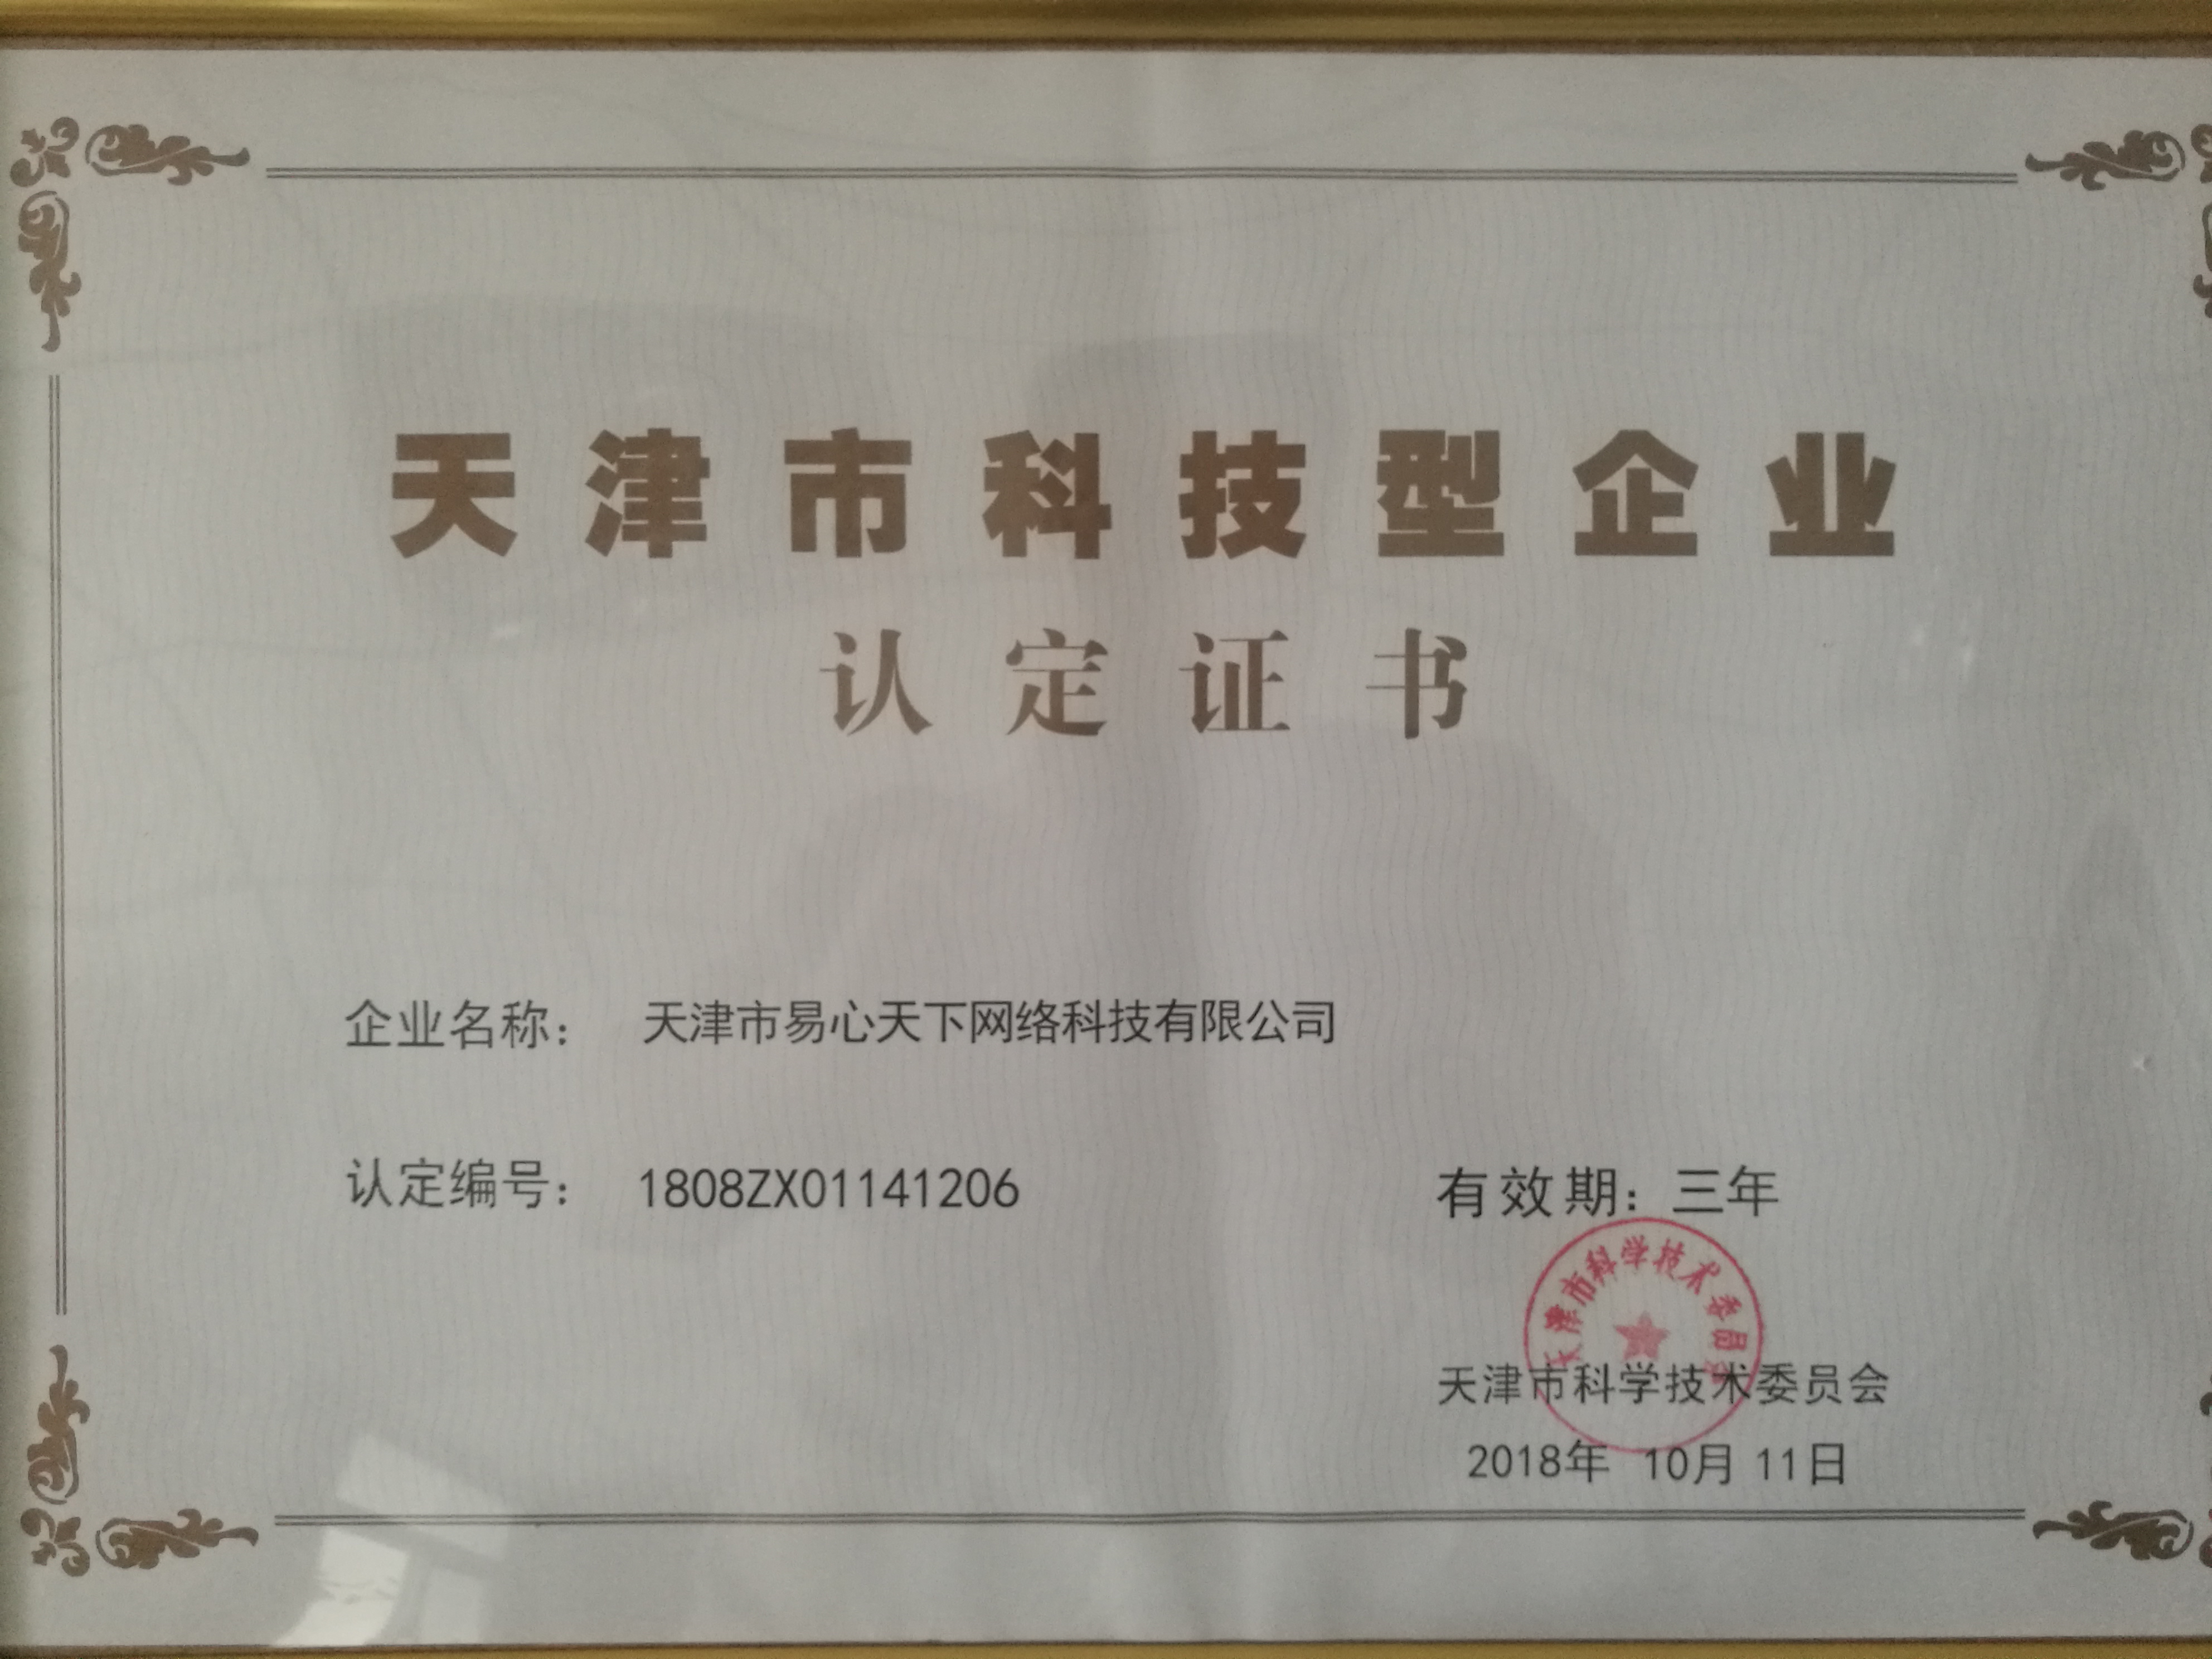 天津市科技型企业
认定证书
企业名称： 天津市易心天下网络科技有限公司
认定编号： 1808ZX01141206
有效期：三年
天津市科学技术委员会
天津市科学技术委员会
2018年 10月 11日